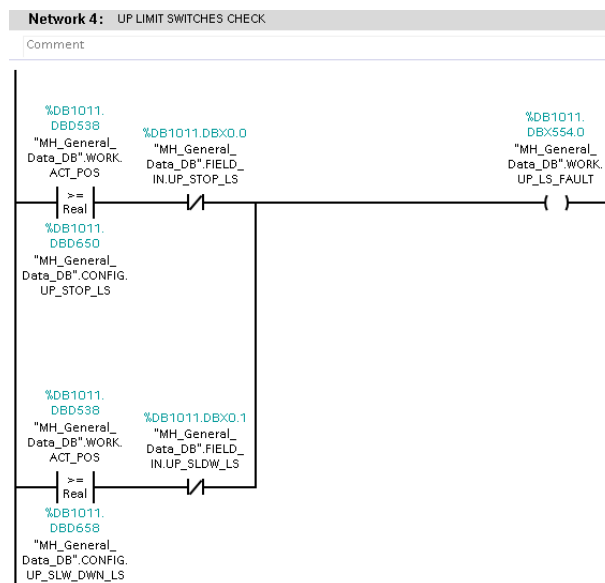 Network 4: UP LIMIT SWITCHES CHECK
Comment
%DB1011.
DBD538
"MH_General_
Data_DB".WORK.
ACT_POS
>=
Real
%DB1011.
DBD650
"MH_General_
Data_DB".CONFIG.
UP_STOP_LS
%DB1011.DBX0.0
"MH_General_
Data_DB".FIELD_
IN.UP_STOP_LS
%DB1011.
DBX554.0
"MH_General_
Data_DB".WORK.
UP_LS_FAULT
%DB1011.
DBD538
"MH_General_
Data_DB".WORK.
ACT_POS
>=
Real
%DB1011.
DBD658
"MH_General_
Data_DB".CONFIG.
UP_SLW_DWN_LS
%DB1011.DBX0.1
"MH_General_
Data_DB".FIELD_
IN.UP_SLDW_LS